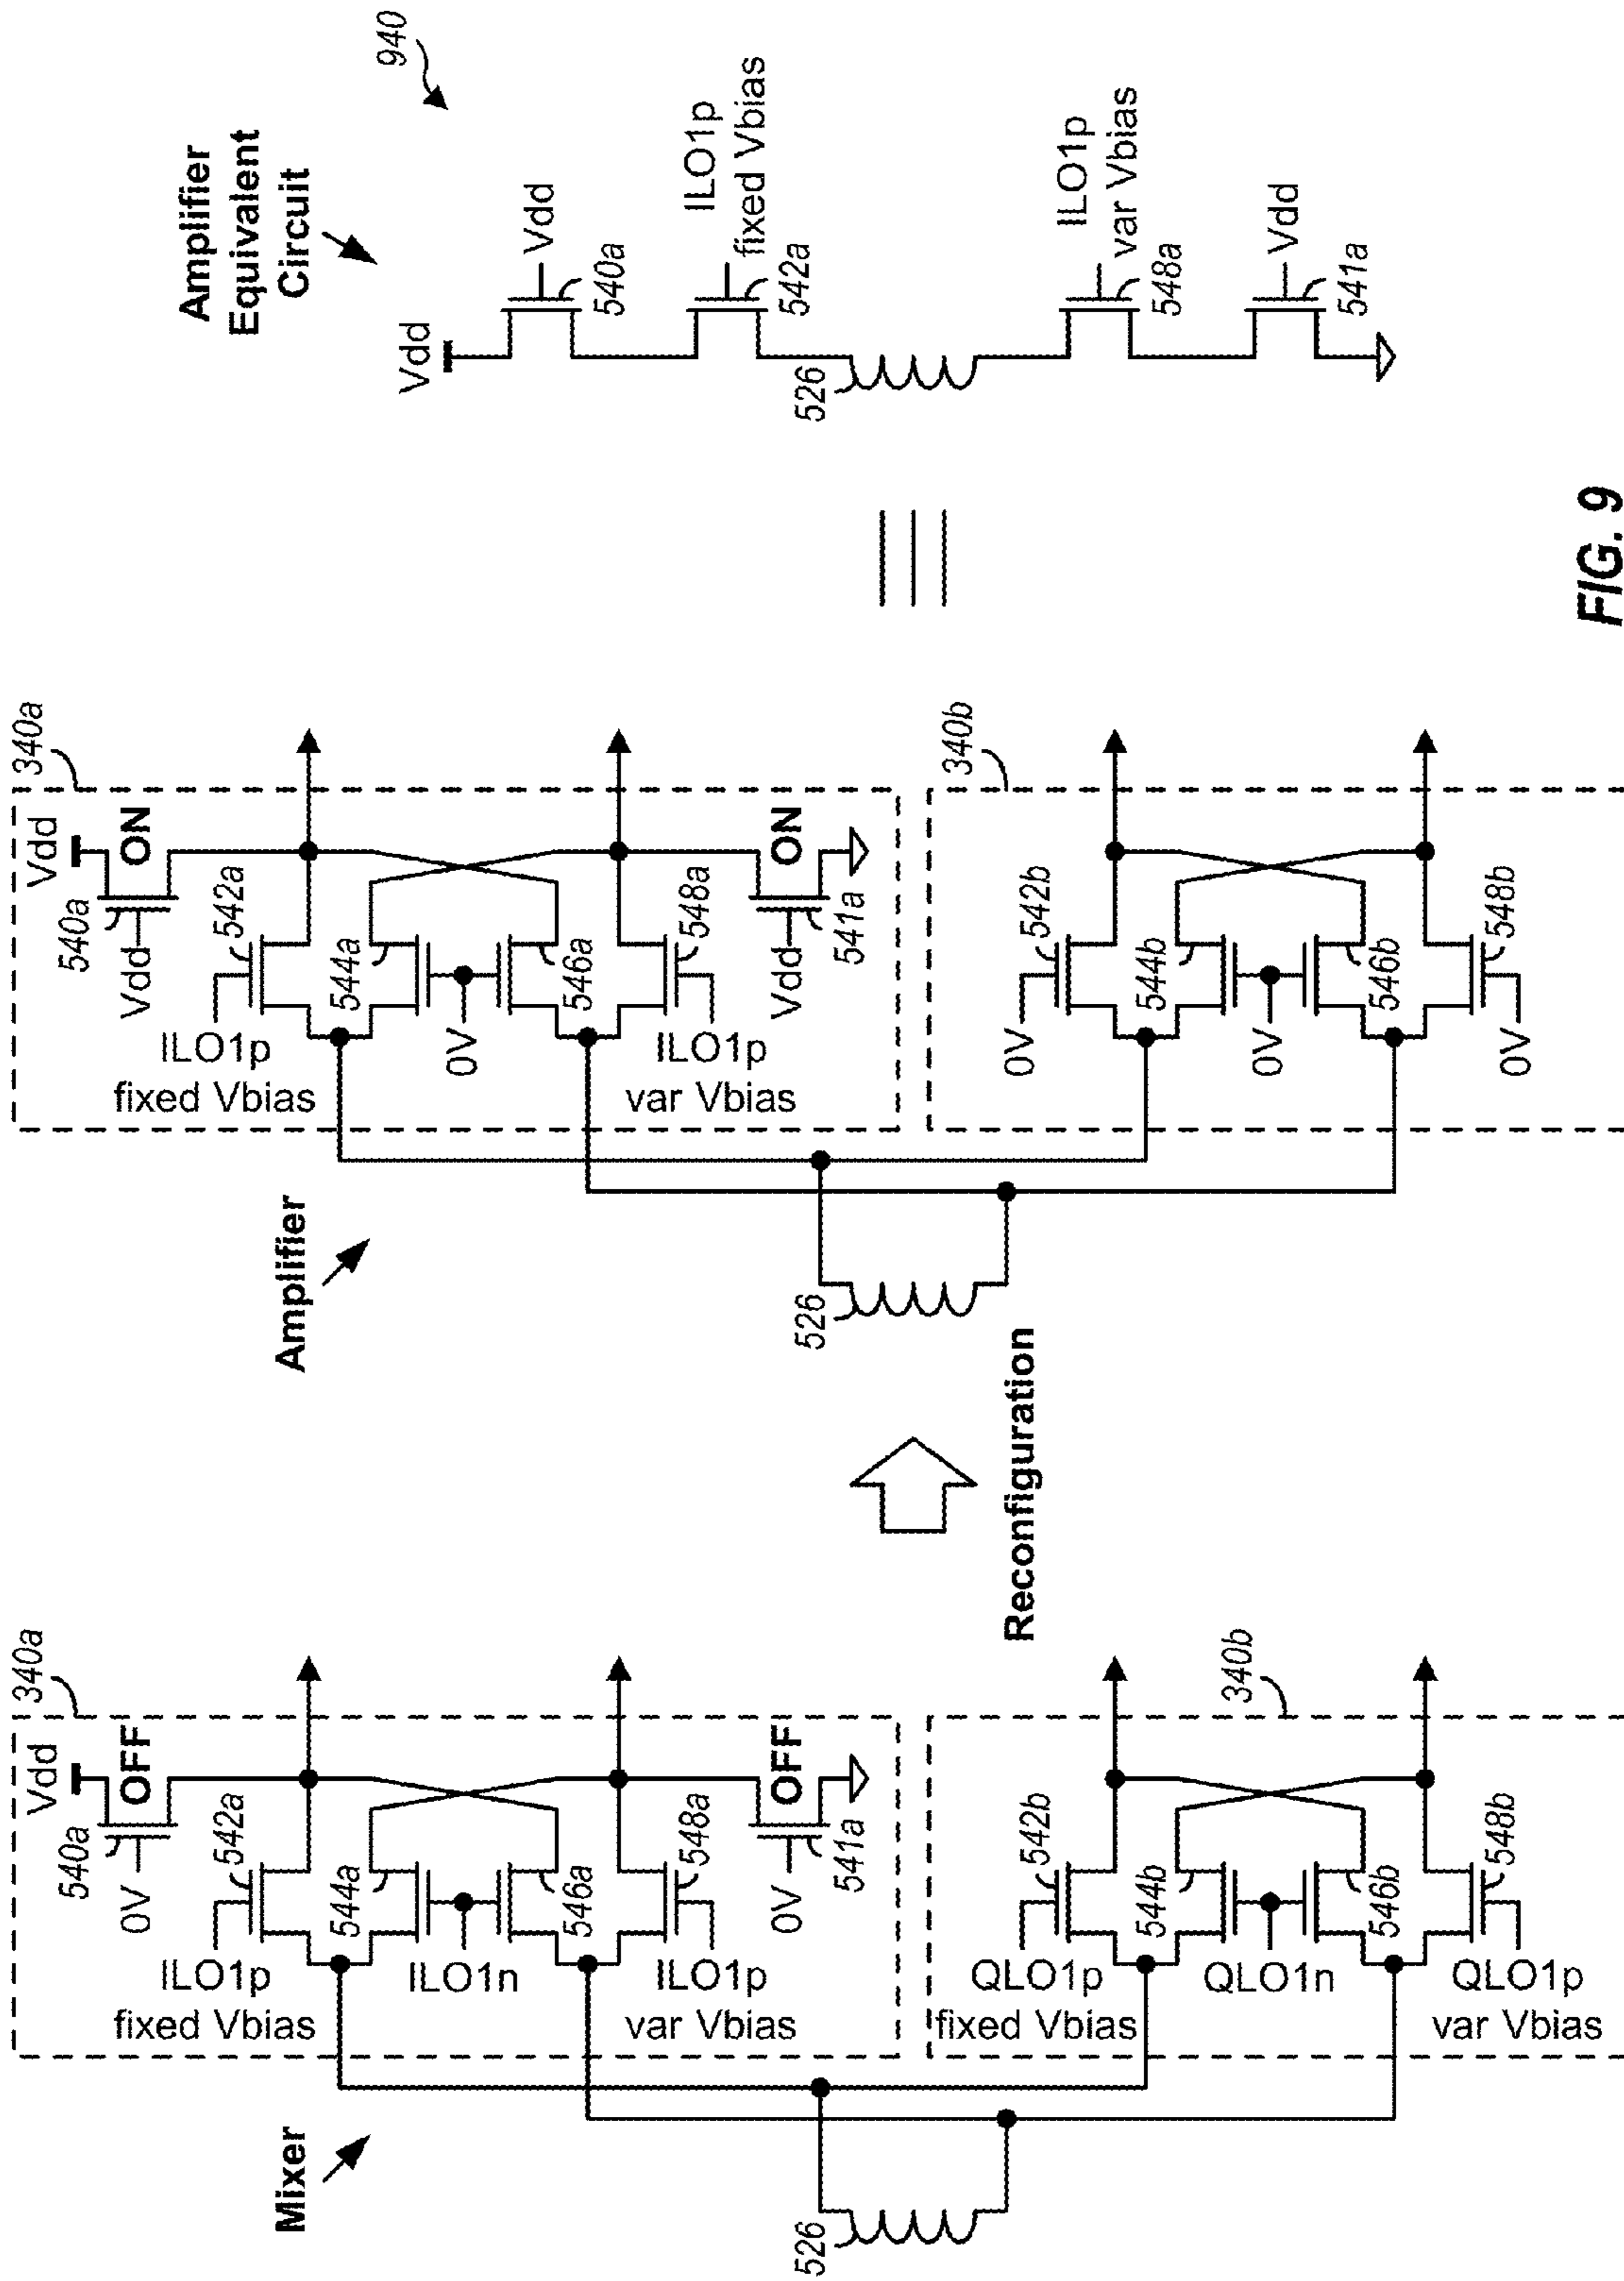 Mixer
526
340a
Vdd
540a
OFF
0V
542a
ILO1p
fixed Vbias
544a
ILO1n
546a
ILO1p
var Vbias
548a
0V
OFF
541a
340b
542b
QLO1p
fixed Vbias
544b
QLO1n
546b
QLO1p
var Vbias
548b
Reconfiguration
Amplifier
526
340a
Vdd
540a
ON
Vdd
542a
ILO1p
fixed Vbias
544a
0V
546a
ILO1p
var Vbias
548a
Vdd
ON
541a
340b
542b
0V
544b
0V
546b
0V
548b
Amplifier
Equivalent
Circuit
940
Vdd
Vdd
540a
ILO1p
fixed Vbias
542a
526
ILO1p
var Vbias
548a
Vdd
541a
FIG. 9